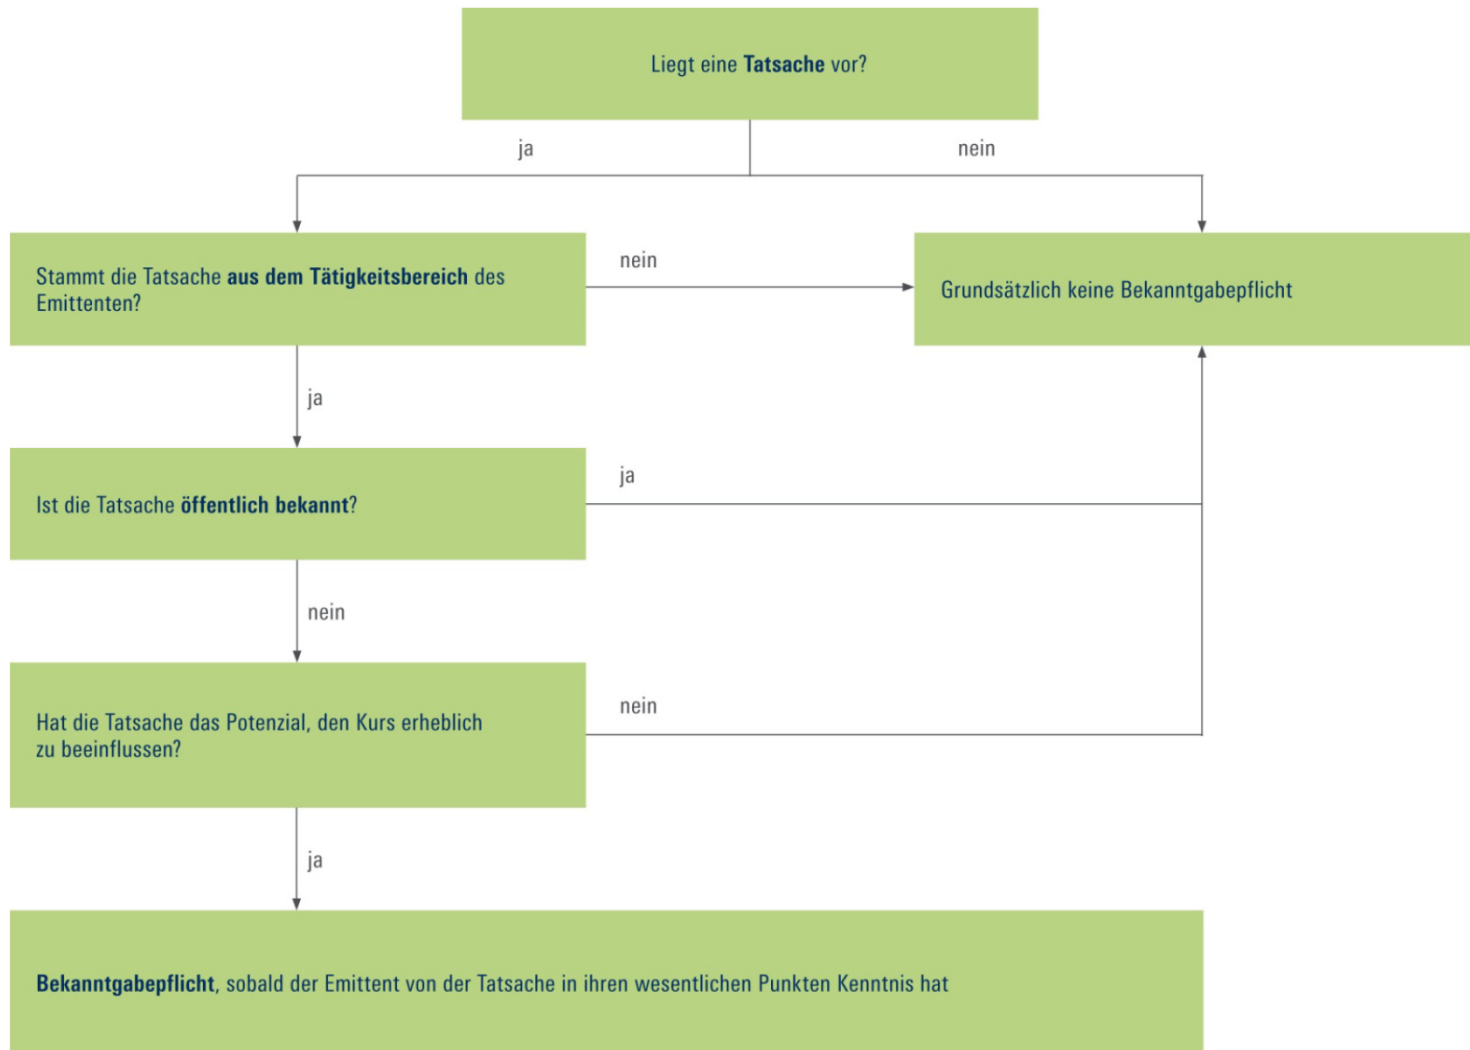 Liegt eine Tatsache vor?
ja
nein
Stammt die Tatsache aus dem Tätigkeitsbereich des
Emittenten?
nein
Grundsätzlich keine Bekanntgabepflicht
ja
Ist die Tatsache öffentlich bekannt?
ja
nein
Hat die Tatsache das Potenzial, den Kurs erheblich
zu beeinflussen?
nein
ja
Bekanntgabepflicht, sobald der Emittent von der Tatsache in ihren wesentlichen Punkten Kenntnis hat